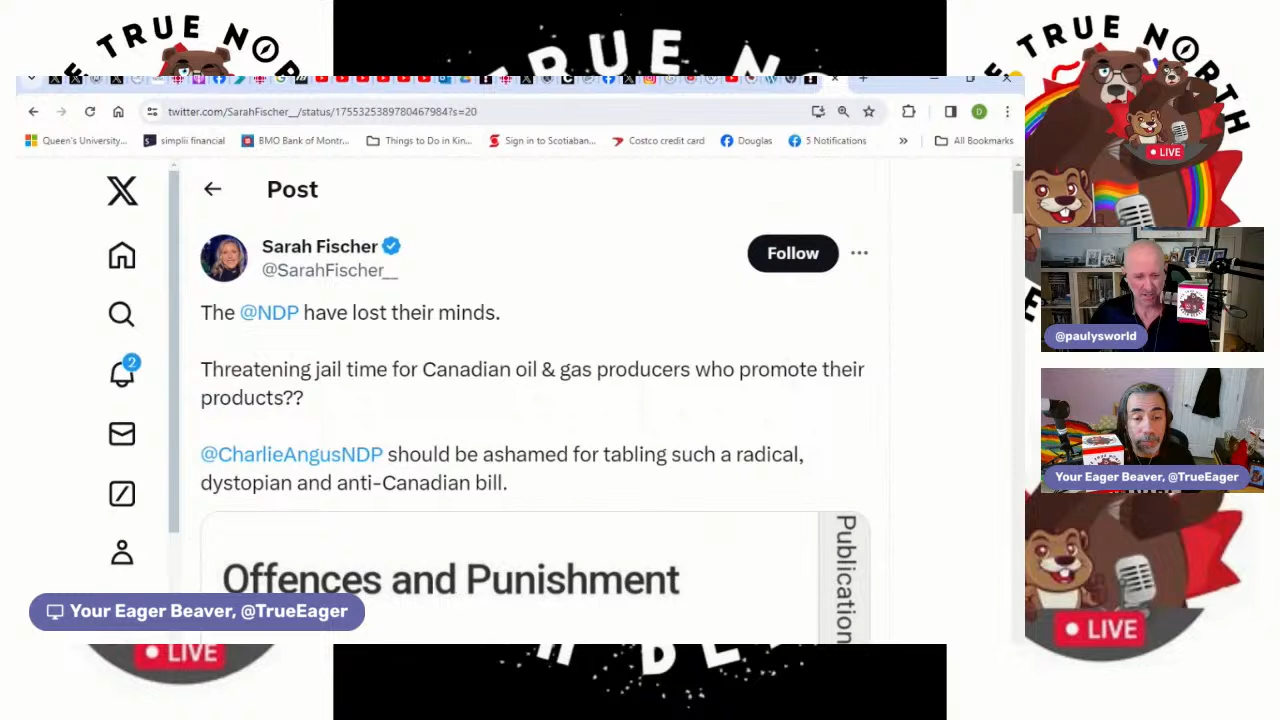 TRUE NORTH
TRUE N
TRUE NORTH
twitter.com/SarahFischer__/status/1755325389780467984?s=20
Queen's University...
simplii financial
BMO Bank of Montr...
Things to Do in Kin...
Sign in to Scotiaban...
Costco credit card
Douglas
5 Notifications
»
All Bookmarks
D
LIVE
Post
Sarah Fischer
@SarahFischer__
Follow
2
The @NDP have lost their minds.
Threatening jail time for Canadian oil & gas producers who promote their
products??
@CharlieAngusNDP should be ashamed for tabling such a radical,
dystopian and anti-Canadian bill.
Offences and Punishment
Publication
@paulysworld
Your Eager Beaver, @TrueEager
Your Eager Beaver, @TrueEager
LIVE
LIVE